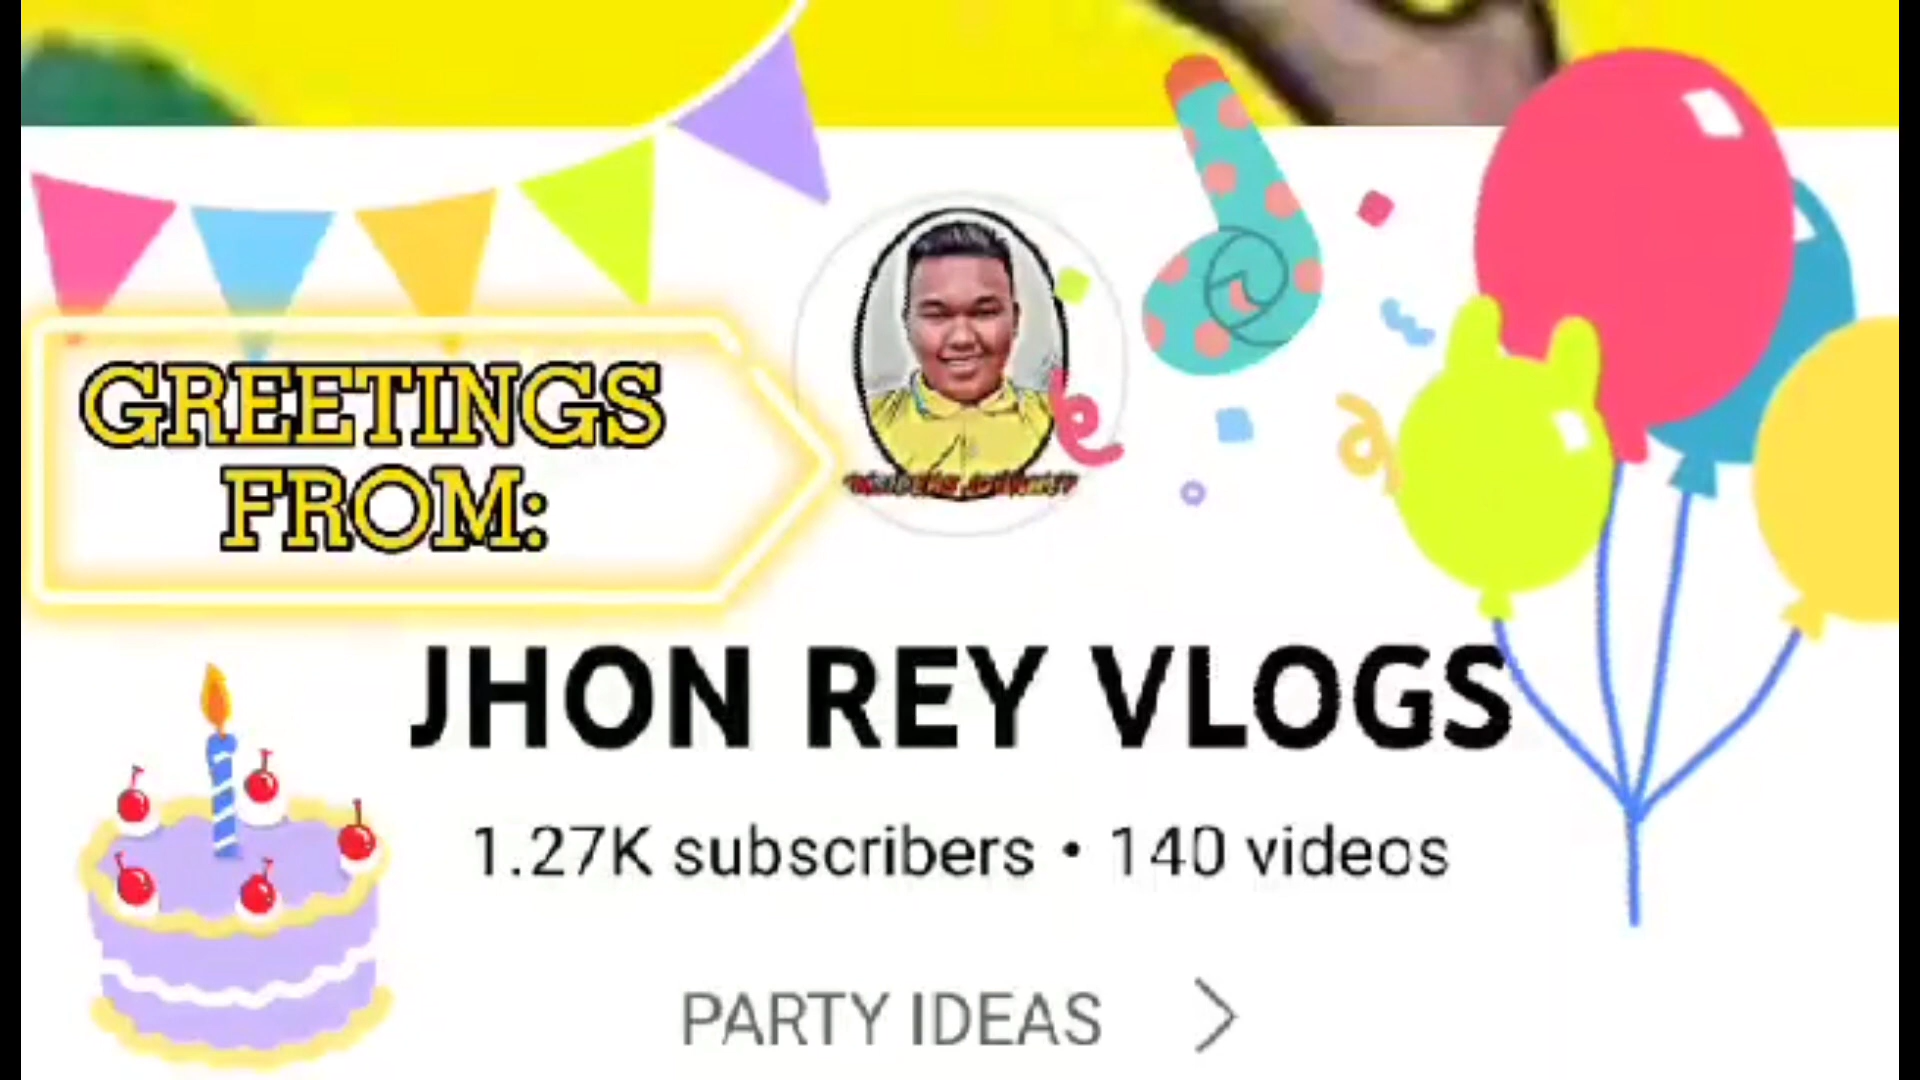 GREETINGS
FROM:
JHON REY VLOGS
1.27K subscribers • 140 videos
PARTY IDEAS